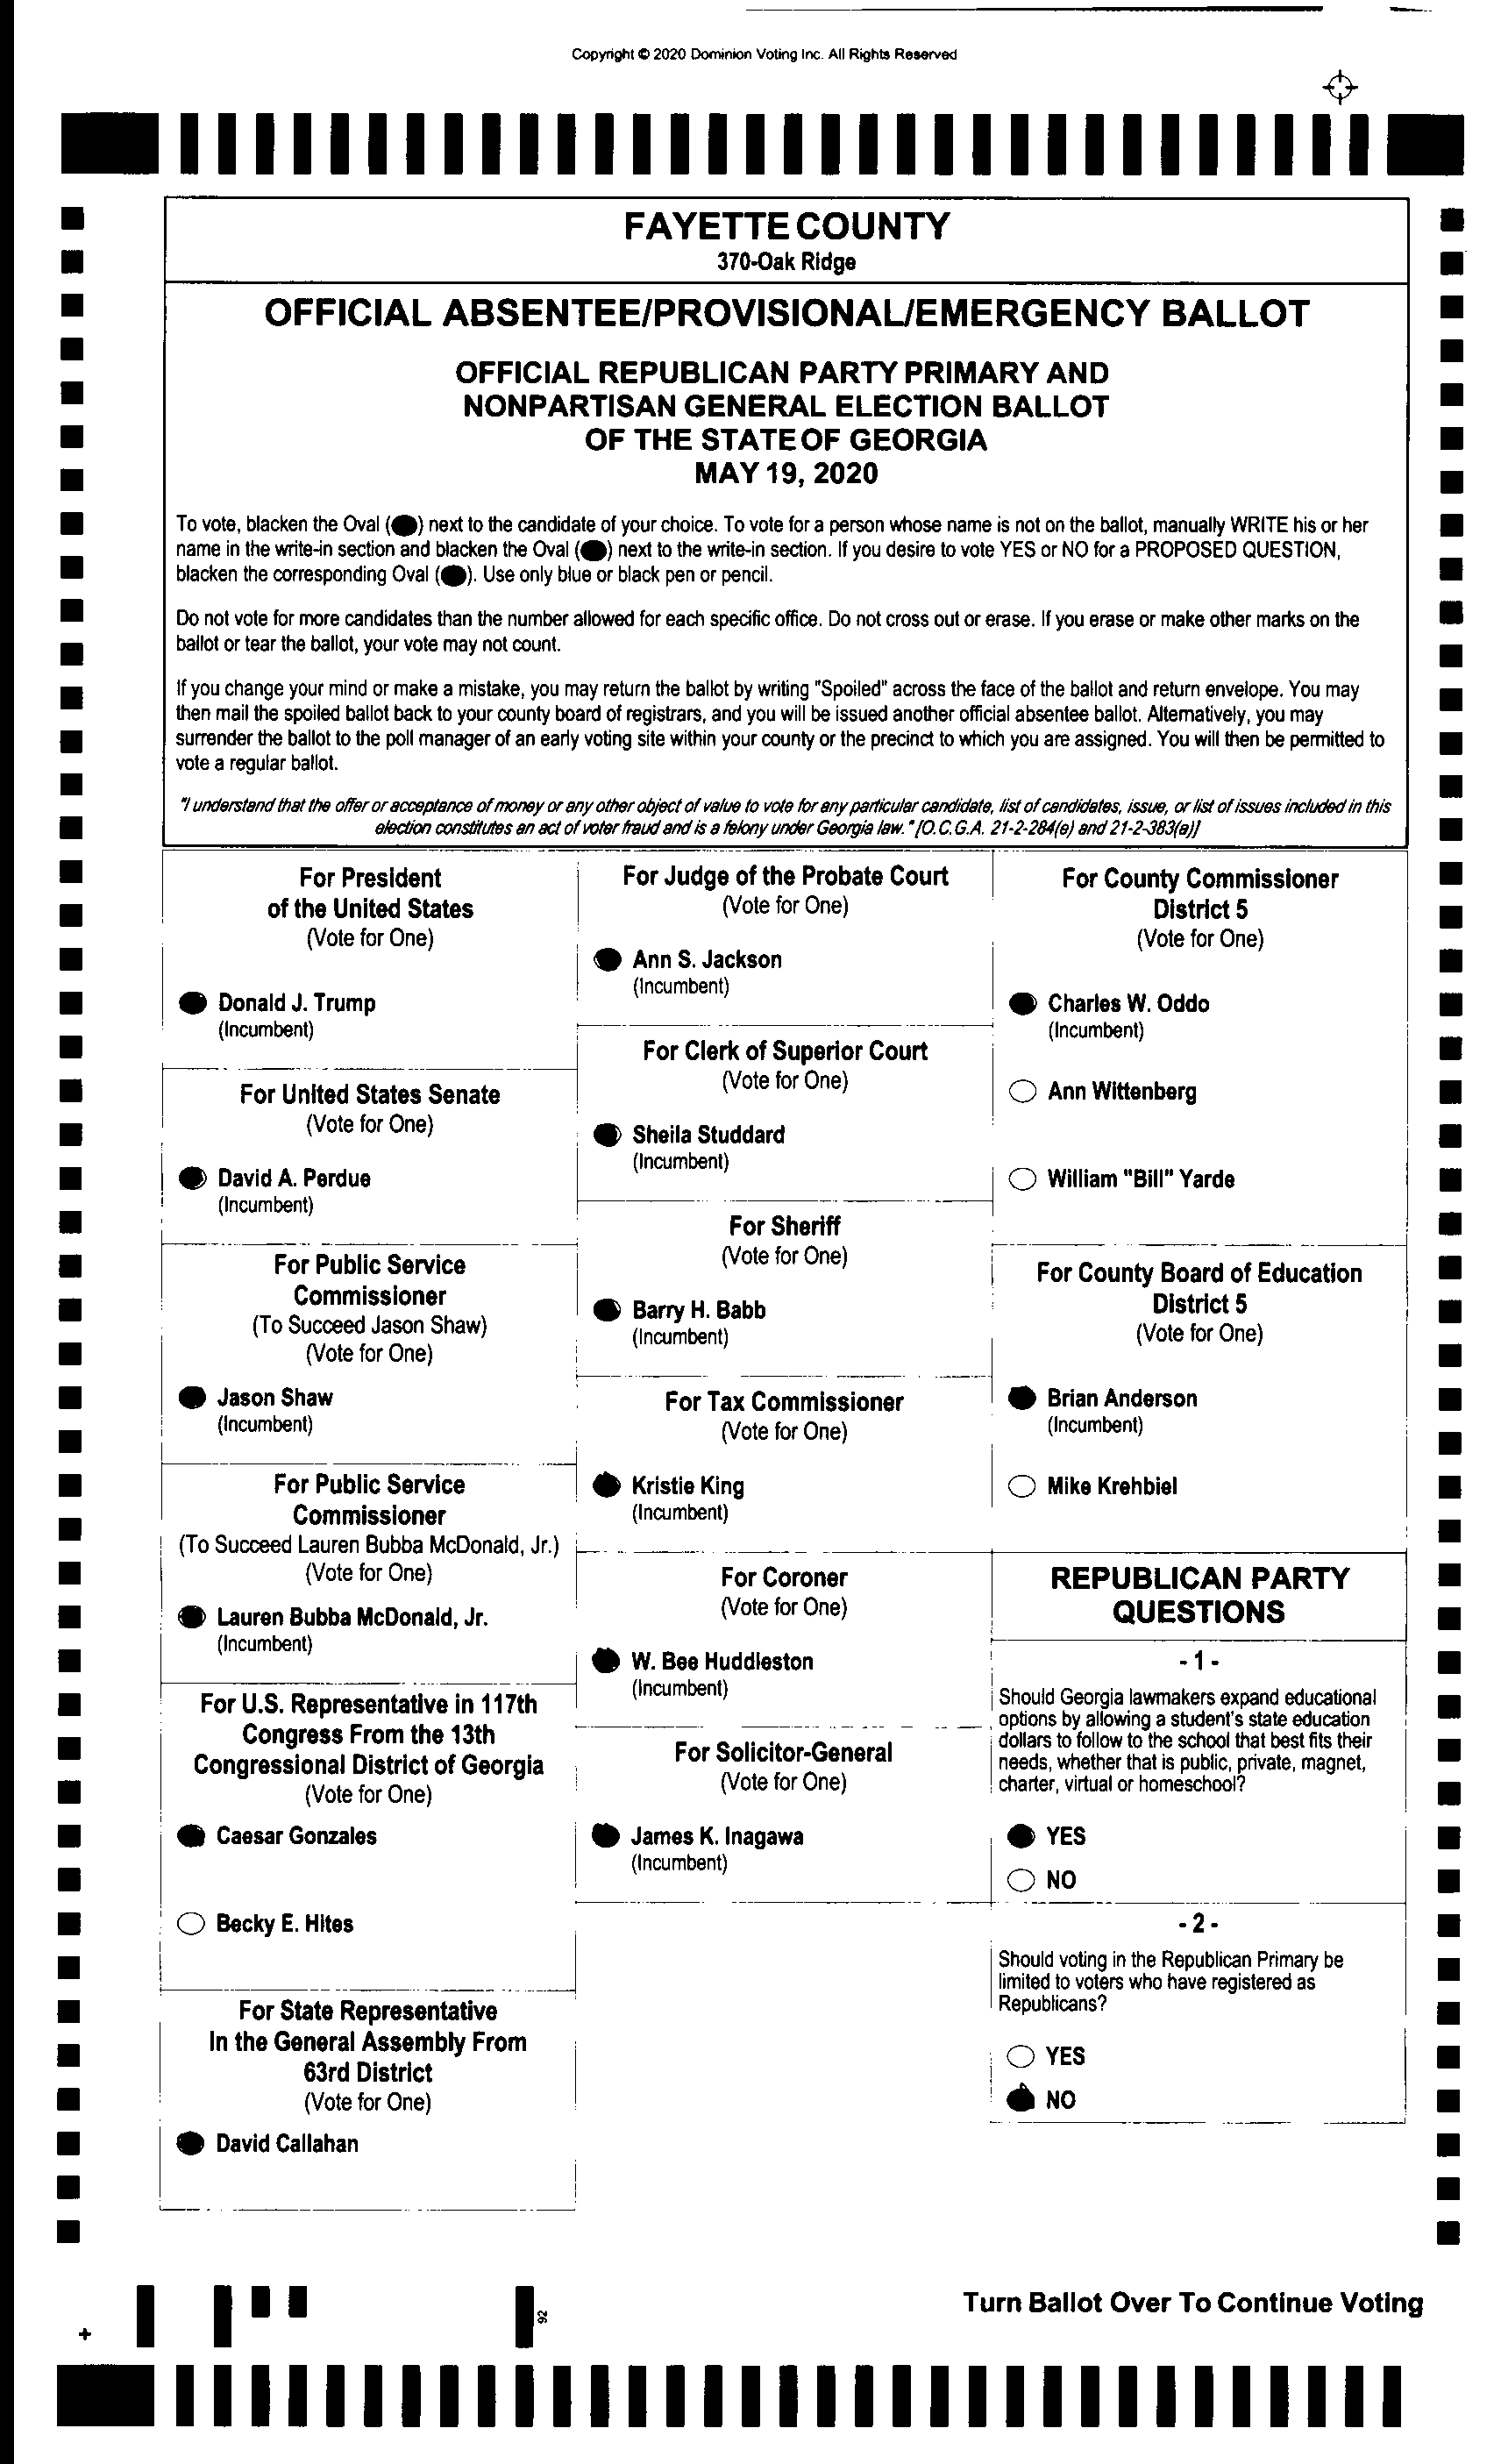 Copyright © 2020 Dominion Voting Inc. All Rights Reserved
FAYETTE COUNTY
370-Oak Ridge
OFFICIAL ABSENTEE/PROVISIONAL/EMERGENCY BALLOT
OFFICIAL REPUBLICAN PARTY PRIMARY AND
NONPARTISAN GENERAL ELECTION BALLOT
OF THE STATE OF GEORGIA
MAY 19, 2020
To vote, blacken the Oval ( ) next to the candidate of your choice. To vote for a person whose name is not on the ballot, manually WRITE his or her
name in the write-in section and blacken the Oval ( ) next to the write-in section. If you desire to vote YES or NO for a PROPOSED QUESTION,
blacken the corresponding Oval ( ). Use only blue or black pen or pencil.
Do not vote for more candidates than the number allowed for each specific office. Do not cross out or erase. If you erase or make other marks on the
ballot or tear the ballot, your vote may not count.
If you change your mind or make a mistake, you may return the ballot by writing "Spoiled" across the face of the ballot and return envelope. You may
then mail the spoiled ballot back to your county board of registrars, and you will be issued another official absentee ballot. Alternatively, you may
surrender the ballot to the poll manager of an early voting site within your county or the precinct to which you are assigned. You will then be permitted to
vote a regular ballot.
"I understand that the offer or acceptance of money or any other object of value to vote for any particular candidate, list of candidates, issue, or list of issues included in this
election constitutes an act of voter fraud and is a felony under Georgia law." [O.C.G.A. 21-2-284(e) and 21-2-383(a)]
For President
of the United States
(Vote for One)
Donald J. Trump
(Incumbent)
For United States Senate
(Vote for One)
David A. Perdue
(Incumbent)
For Public Service
Commissioner
(To Succeed Jason Shaw)
(Vote for One)
Jason Shaw
(Incumbent)
For Public Service
Commissioner
(To Succeed Lauren Bubba McDonald, Jr.)
(Vote for One)
Lauren Bubba McDonald, Jr.
(Incumbent)
For U.S. Representative in 117th
Congress From the 13th
Congressional District of Georgia
(Vote for One)
Caesar Gonzales
Becky E. Hites
For State Representative
In the General Assembly From
63rd District
(Vote for One)
David Callahan
For Judge of the Probate Court
(Vote for One)
Ann S. Jackson
(Incumbent)
For Clerk of Superior Court
(Vote for One)
Sheila Studdard
(Incumbent)
For Sheriff
(Vote for One)
Barry H. Babb
(Incumbent)
For Tax Commissioner
(Vote for One)
Kristie King
(Incumbent)
For Coroner
(Vote for One)
W. Bee Huddleston
(Incumbent)
For Solicitor-General
(Vote for One)
James K. Inagawa
(Incumbent)
For County Commissioner
District 5
(Vote for One)
Charles W. Oddo
(Incumbent)
Ann Wittenberg
William "Bill" Yarde
For County Board of Education
District 5
(Vote for One)
Brian Anderson
(Incumbent)
Mike Krehbiel
REPUBLICAN PARTY
QUESTIONS
- 1 -
Should Georgia lawmakers expand educational
options by allowing a student's state education
dollars to follow to the school that best fits their
needs, whether that is public, private, magnet,
charter, virtual or homeschool?
YES
NO
- 2 -
Should voting in the Republican Primary be
limited to voters who have registered as
Republicans?
YES
NO
92
Turn Ballot Over To Continue Voting